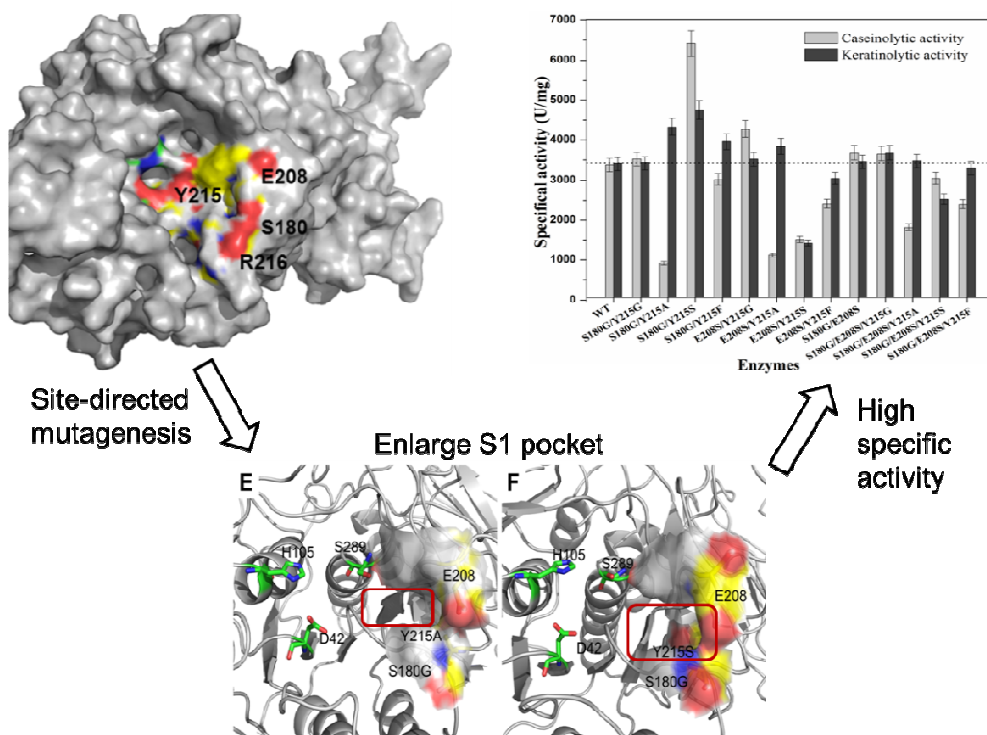 Y215
E208
S180
R216
7000
6000
5000
4000
3000
2000
1000
0
Specifical activity (U/mg)
Caseinolytic activity
Keratinolytic activity
WT
S180G/Y215G
S180G/Y215A
S180G/Y215S
S180G/Y215F
E208S/Y215G
E208S/Y215A
E208S/Y215S
E208S/Y215F
S180G/E208S
S180G/E208S/Y215G
S180G/E208S/Y215A
S180G/E208S/Y215S
S180G/E208S/Y215F
Enzymes
Site-directed
mutagenesis
Enlarge S1 pocket
High
specific
activity
E
H105
S289
E208
D42
Y215A
S180G
F
H105
S289
E208
D42
Y215S
S180G